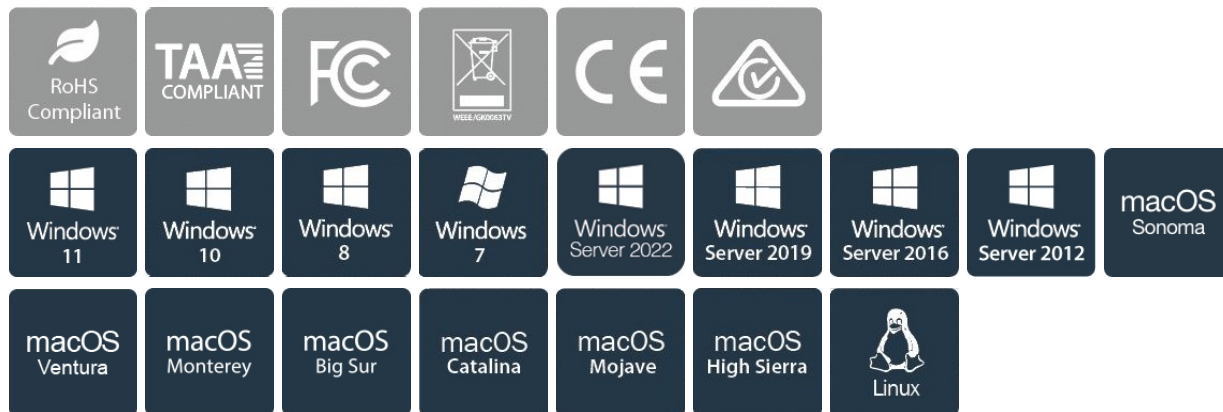 RoHS
Compliant
TAA
COMPLIANT
FC
WEEE/GK0063TV
CE
Windows
11
Windows
10
Windows
8
Windows
7
Windows
Server 2022
Windows
Server 2019
Windows
Server 2016
Windows
Server 2012
macOS
Sonoma
macOS
Ventura
macOS
Monterey
macOS
Big Sur
macOS
Catalina
macOS
Mojave
macOS
High Sierra
Linux